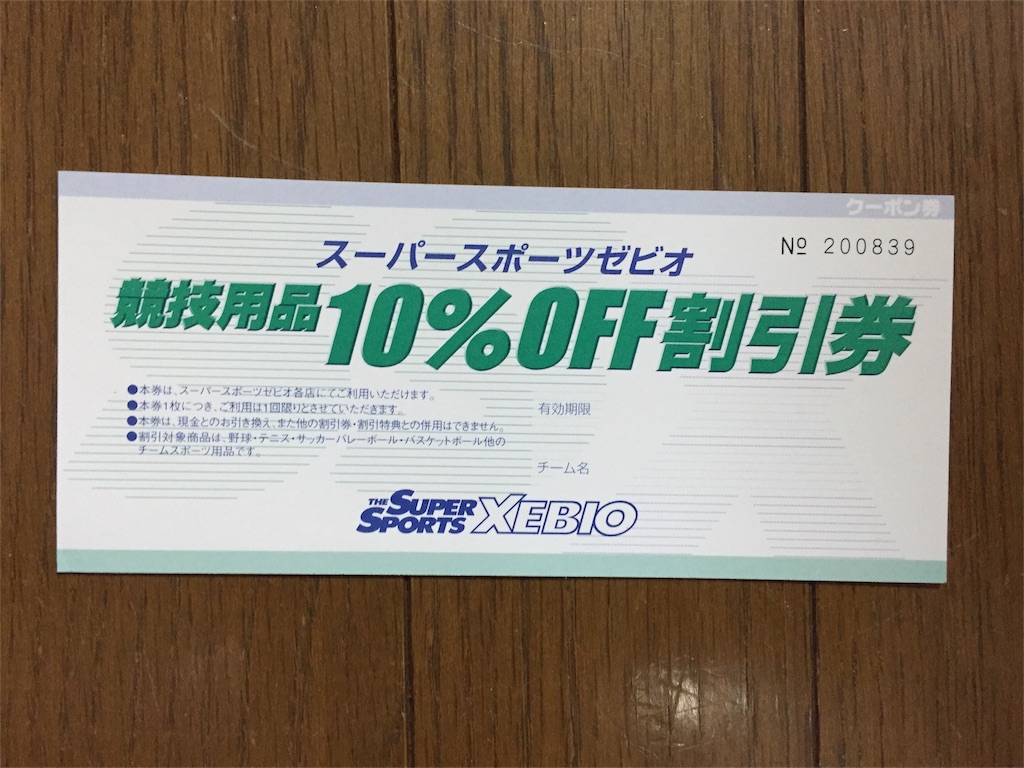 クーポン券
№ 200839
スーパースポーツゼビオ
競技用品10%OFF割引券
●本券は、スーパースポーツゼビオ各店にてご利用いただけます。
●本券1枚につき、ご利用は1回限りとさせていただきます。
●本券は、現金とのお引き換え、また他の割引券・割引特典との併用はできません。
●割引対象商品は、野球・テニス・サッカーバレーボール・バスケットボール他の
チームスポーツ用品です。
有効期限
チーム名
THE SUPER SPORTS XEBIO